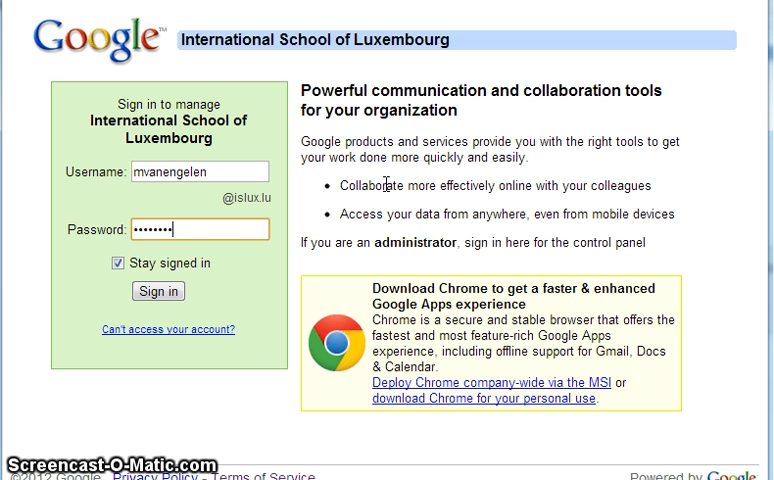 Google™ International School of Luxembourg
Sign in to manage
International School of
Luxembourg
Username: mvanengelen
@islux.lu
Password: ••••••••
Stay signed in
Sign in
Can't access your account?
Powerful communication and collaboration tools
for your organization
Google products and services provide you with the right tools to get
your work done more quickly and easily.
• Collaborate more effectively online with your colleagues
• Access your data from anywhere, even from mobile devices
If you are an administrator, sign in here for the control panel
Download Chrome to get a faster & enhanced
Google Apps experience
Chrome is a secure and stable browser that offers the
fastest and most feature-rich Google Apps
experience, including offline support for Gmail, Docs
& Calendar.
Deploy Chrome company-wide via the MSI or
download Chrome for your personal use.
Screencast-O-Matic.com
©2012 Google Privacy Policy - Terms of Service Powered by Google